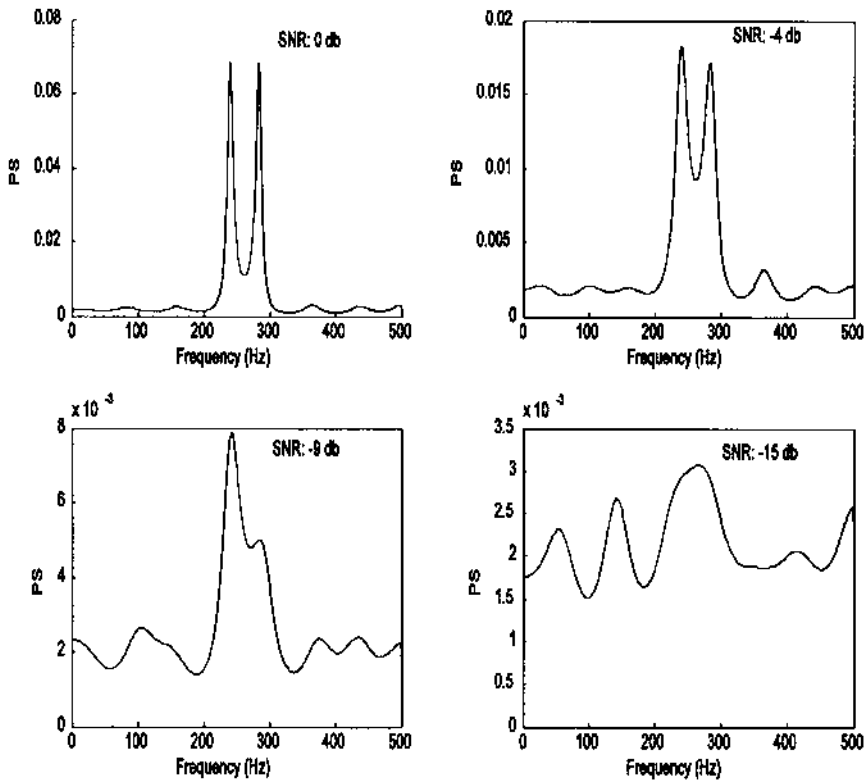 0.08
SNR: 0 db
0.06
0.04
0.02
0
PS
0 100 200 300 400 500
Frequency (Hz)
0.02
SNR: -4 db
0.015
0.01
0.005
0
PS
0 100 200 300 400 500
Frequency (Hz)
x 10 -3
8
SNR: -9 db
6
4
2
0
PS
0 100 200 300 400 500
Frequency (Hz)
x 10 -3
3.5
SNR: -15 db
3
2.5
2
1.5
1
0.5
0
PS
0 100 200 300 400 500
Frequency (Hz)